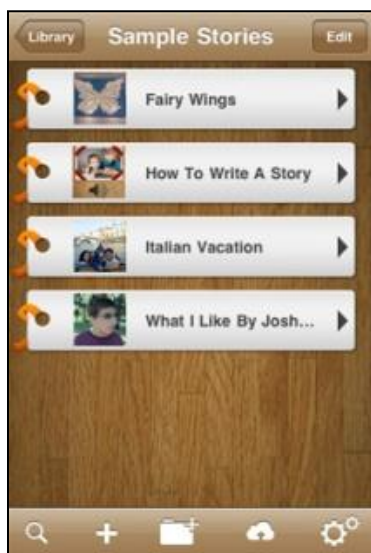 Library
Sample Stories
Edit
Fairy Wings
How To Write A Story
Italian Vacation
What I Like By Josh...